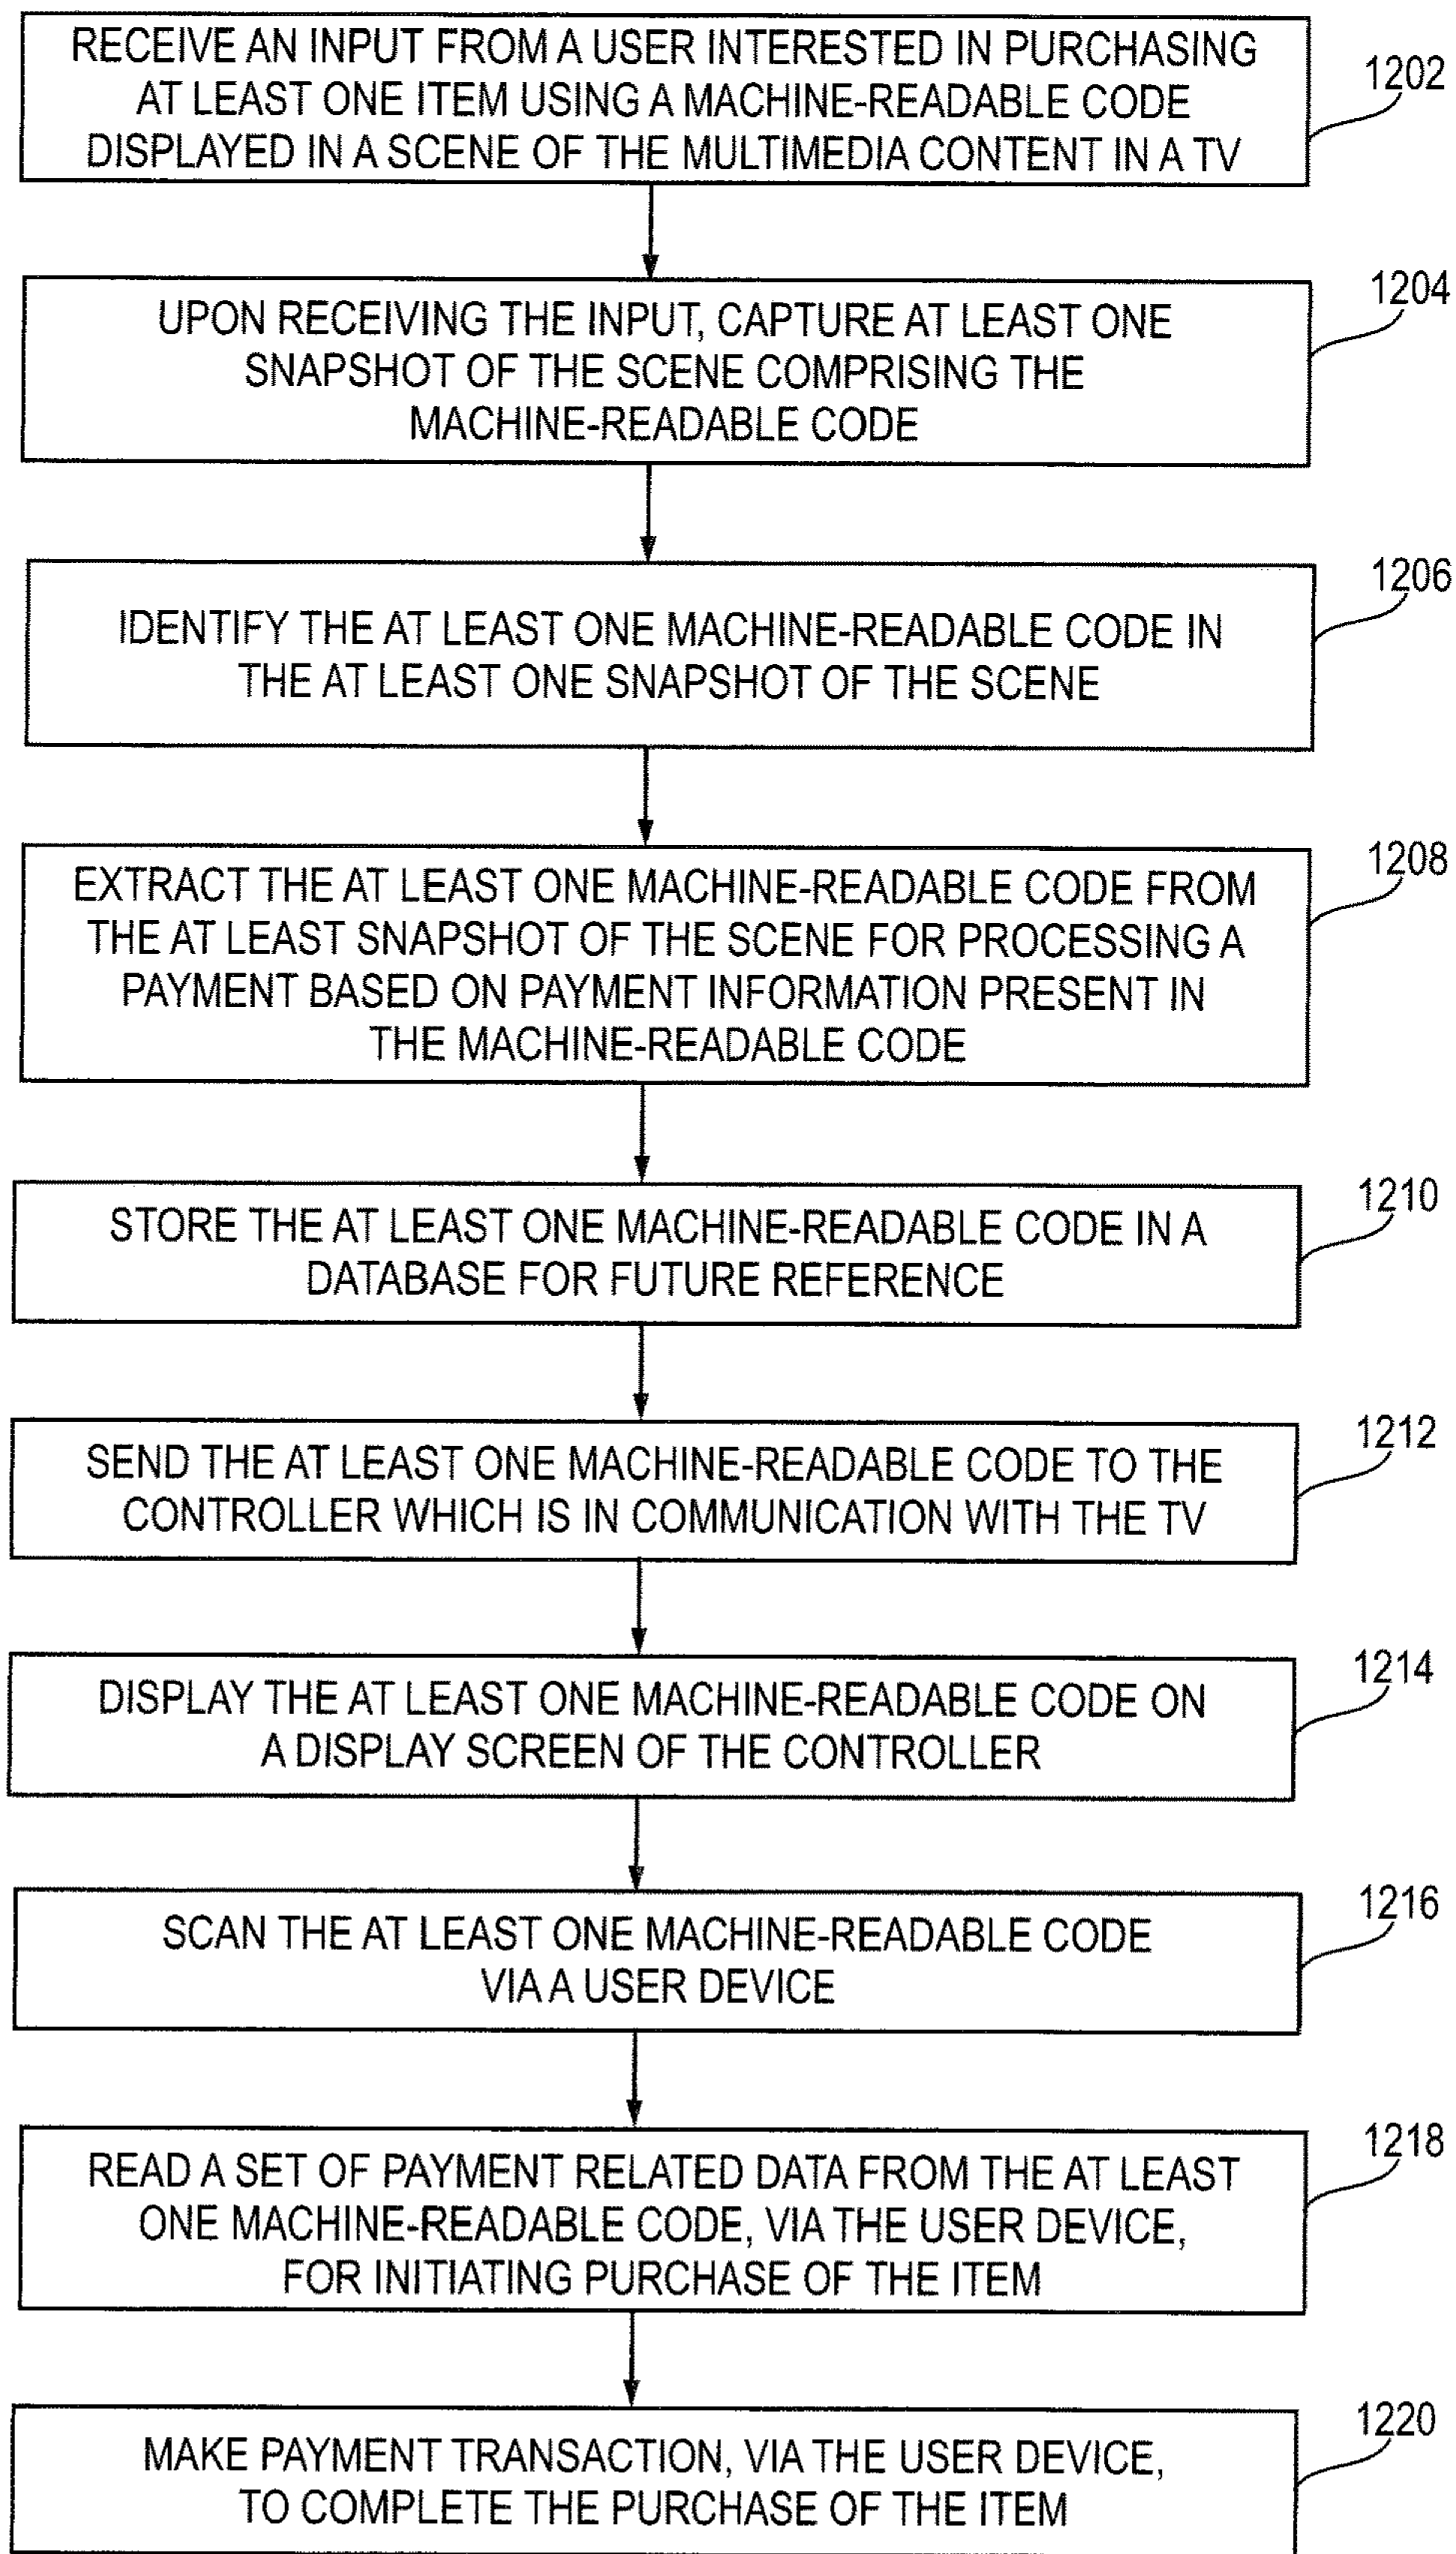 RECEIVE AN INPUT FROM A USER INTERESTED IN PURCHASING
AT LEAST ONE ITEM USING A MACHINE-READABLE CODE
DISPLAYED IN A SCENE OF THE MULTIMEDIA CONTENT IN A TV
1202
UPON RECEIVING THE INPUT, CAPTURE AT LEAST ONE
SNAPSHOT OF THE SCENE COMPRISING THE
MACHINE-READABLE CODE
1204
IDENTIFY THE AT LEAST ONE MACHINE-READABLE CODE IN
THE AT LEAST ONE SNAPSHOT OF THE SCENE
1206
EXTRACT THE AT LEAST ONE MACHINE-READABLE CODE FROM
THE AT LEAST SNAPSHOT OF THE SCENE FOR PROCESSING A
PAYMENT BASED ON PAYMENT INFORMATION PRESENT IN
THE MACHINE-READABLE CODE
1208
STORE THE AT LEAST ONE MACHINE-READABLE CODE IN A
DATABASE FOR FUTURE REFERENCE
1210
SEND THE AT LEAST ONE MACHINE-READABLE CODE TO THE
CONTROLLER WHICH IS IN COMMUNICATION WITH THE TV
1212
DISPLAY THE AT LEAST ONE MACHINE-READABLE CODE ON
A DISPLAY SCREEN OF THE CONTROLLER
1214
SCAN THE AT LEAST ONE MACHINE-READABLE CODE
VIA A USER DEVICE
1216
READ A SET OF PAYMENT RELATED DATA FROM THE AT LEAST
ONE MACHINE-READABLE CODE, VIA THE USER DEVICE,
FOR INITIATING PURCHASE OF THE ITEM
1218
MAKE PAYMENT TRANSACTION, VIA THE USER DEVICE,
TO COMPLETE THE PURCHASE OF THE ITEM
1220